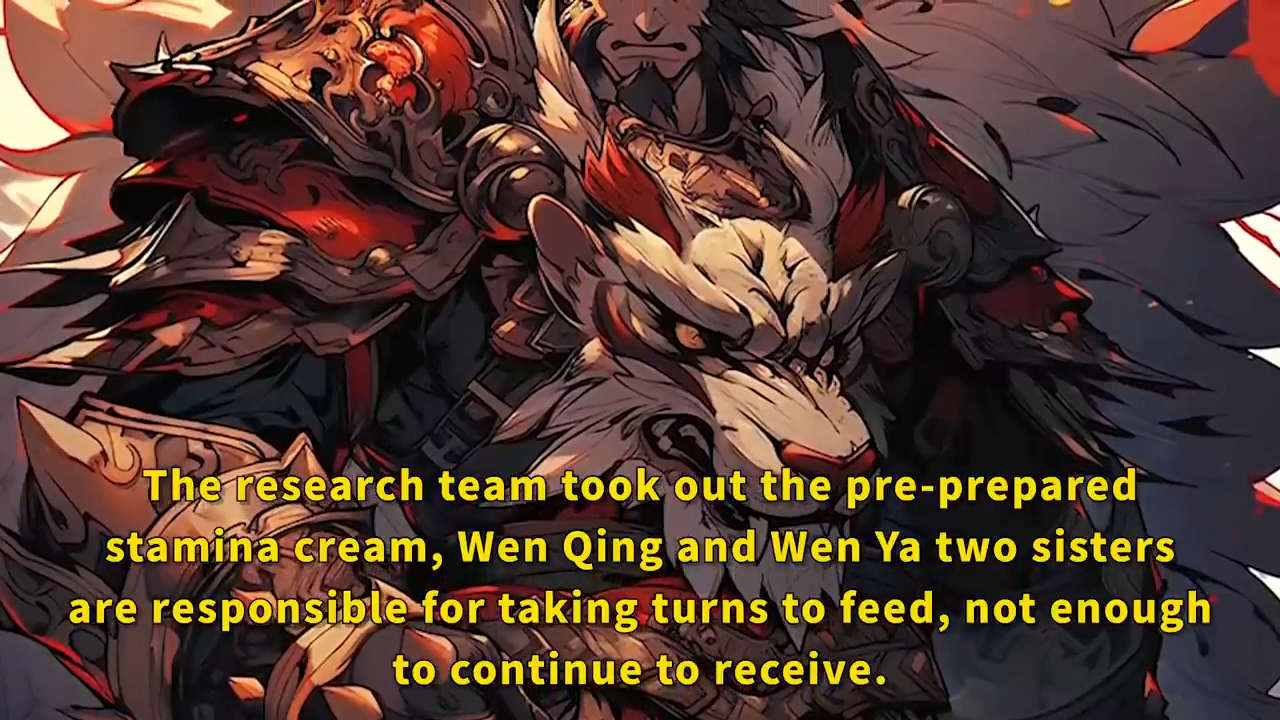 The research team took out the pre-prepared
stamina cream, Wen Qing and Wen Ya two sisters
are responsible for taking turns to feed, not enough
to continue to receive.